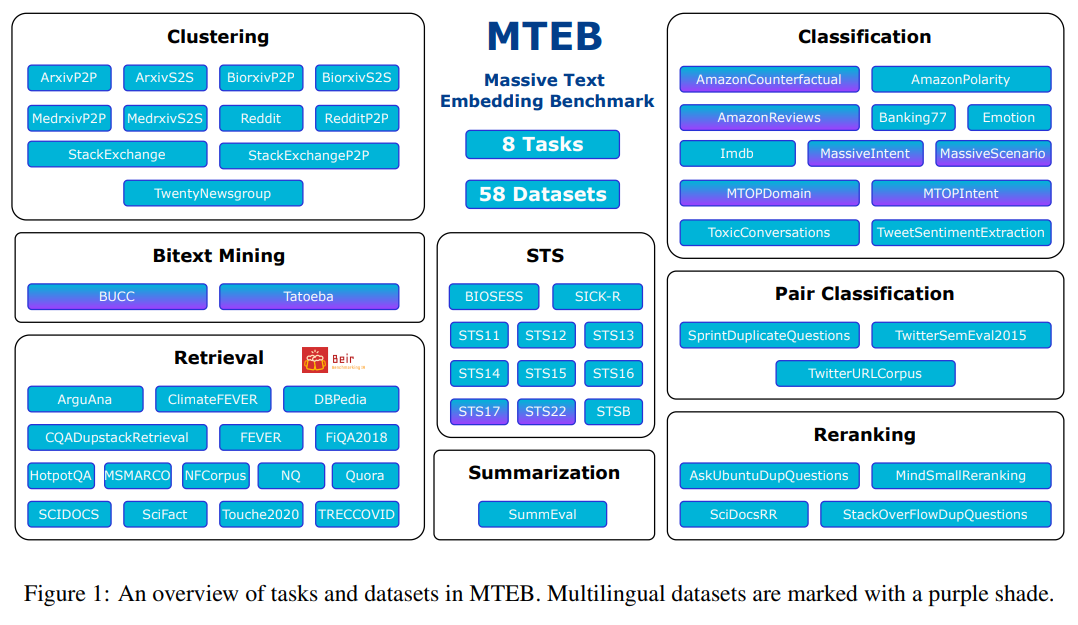 Clustering
ArxivP2P ArxivS2S BiorxivP2P BiorxivS2S
MedrxivP2P MedrxivS2S Reddit RedditP2P
StackExchange StackExchangeP2P
TwentyNewsgroup
Bitext Mining
BUCC Tatoeba
Retrieval Beir
ArguAna ClimateFEVER DBPedia
CQADupstackRetrieval FEVER FiQA2018
HotpotQA MSMARCO NFCorpus NQ Quora
SCIDOCS SciFact Touche2020 TRECCOVID
MTEB
Massive Text
Embedding Benchmark
8 Tasks
58 Datasets
STS
BIOSESS SICK-R
STS11 STS12 STS13
STS14 STS15 STS16
STS17 STS22 STSB
Summarization
SummEval
Classification
AmazonCounterfactual AmazonPolarity
AmazonReviews Banking77 Emotion
Imdb MassiveIntent MassiveScenario
MTOPDomain MTOPIntent
ToxicConversations TweetSentimentExtraction
Pair Classification
SprintDuplicateQuestions TwitterSemEval2015
TwitterURLCorpus
Reranking
AskUbuntuDupQuestions MindSmallReranking
SciDocsRR StackOverFlowDupQuestions
Figure 1: An overview of tasks and datasets in MTEB. Multilingual datasets are marked with a purple shade.